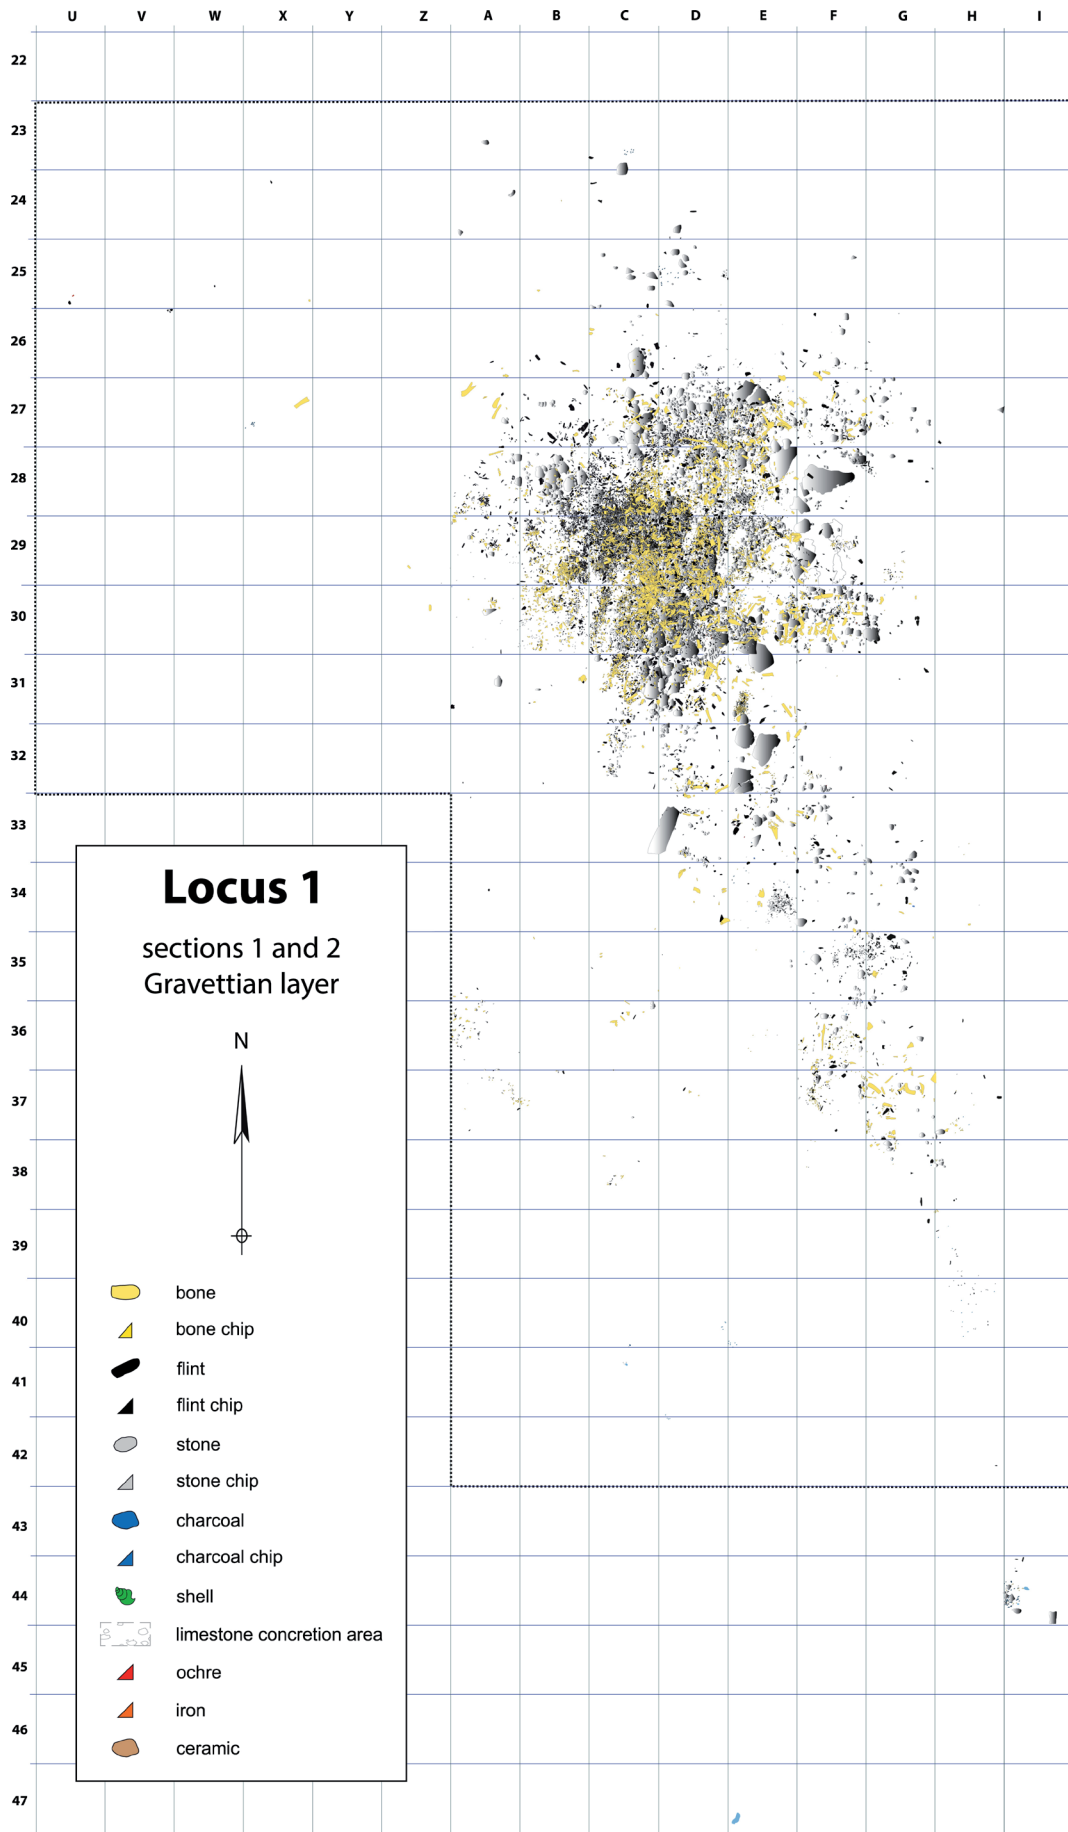 U V W X Y Z A B C D E F G H I
22
23
24
25
26
27
28
29
30
31
32
33
34
35
36
37
38
39
40
41
42
43
44
45
46
47
Locus 1
sections 1 and 2
Gravettian layer
N
bone
bone chip
flint
flint chip
stone
stone chip
charcoal
charcoal chip
shell
limestone concretion area
ochre
iron
ceramic